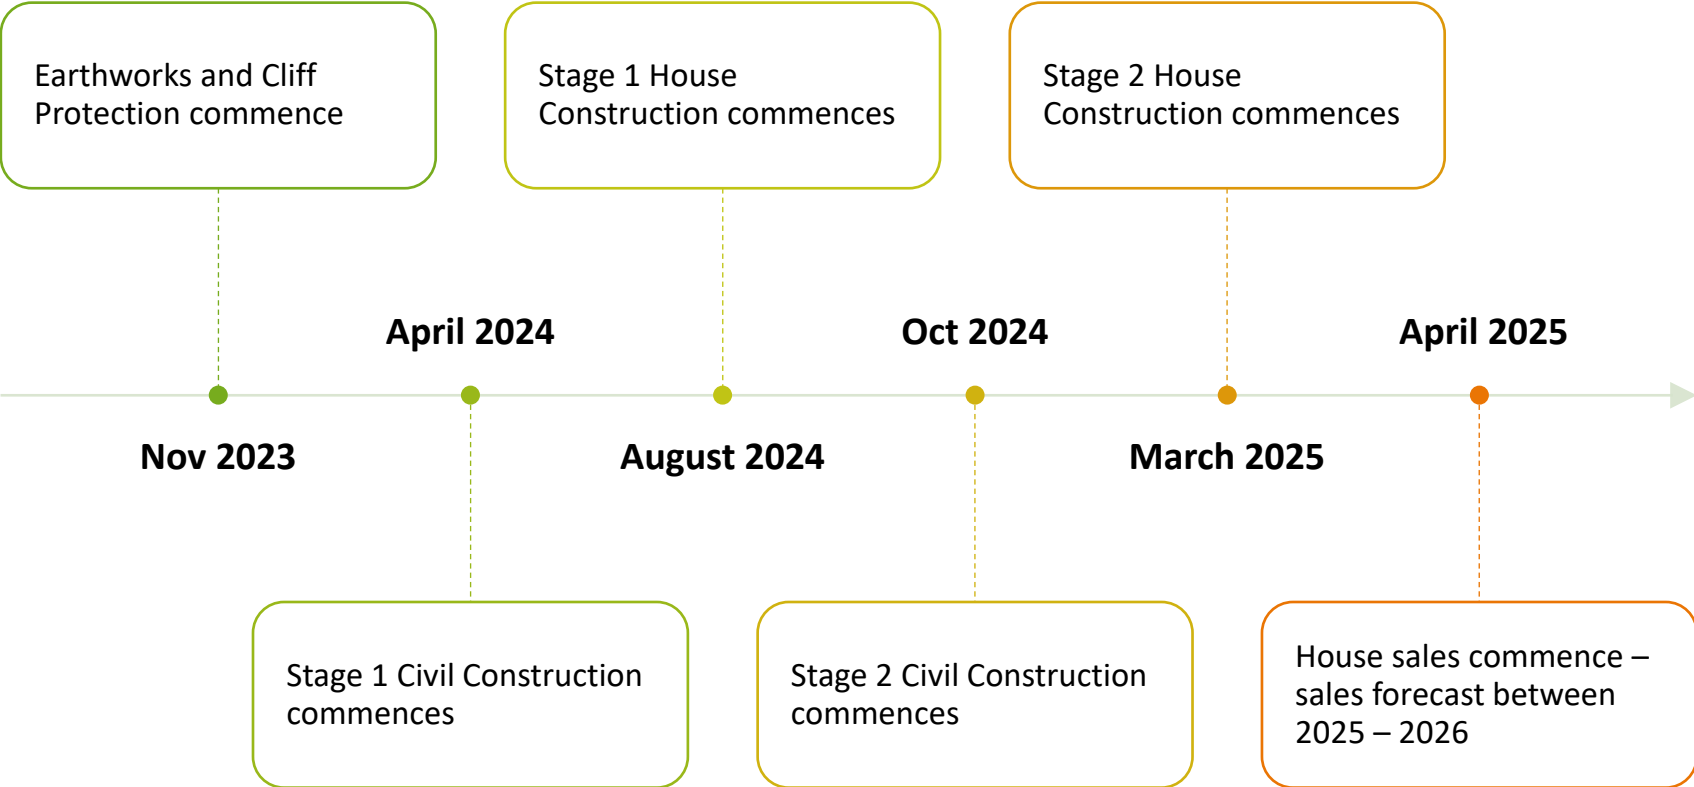 Earthworks and Cliff
Protection commence
Stage 1 House
Construction commences
Stage 2 House
Construction commences
April 2024
Oct 2024
April 2025
Nov 2023
August 2024
March 2025
Stage 1 Civil Construction
commences
Stage 2 Civil Construction
commences
House sales commence –
sales forecast between
2025 – 2026